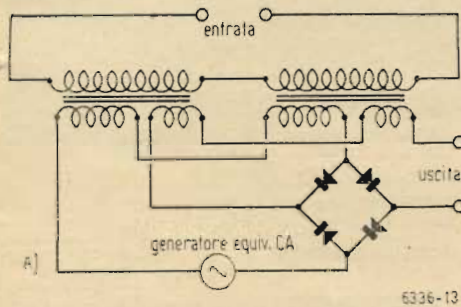 entrata
uscita
generatore equiv. CA
A)
6336-13